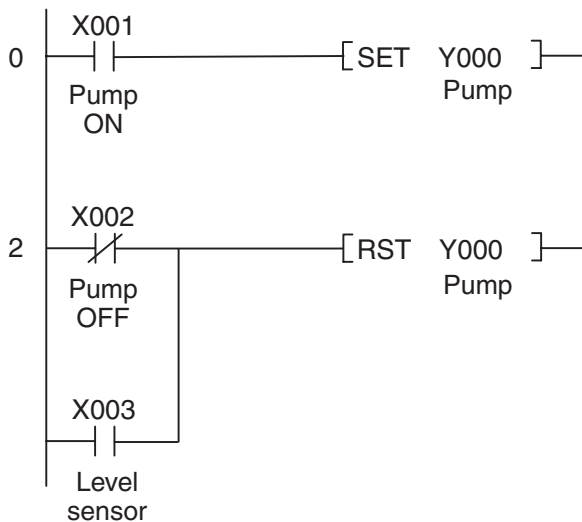 X001
0 SET Y000
Pump ON
Pump
X002
2 RST Y000
Pump OFF
Pump
X003
Level sensor